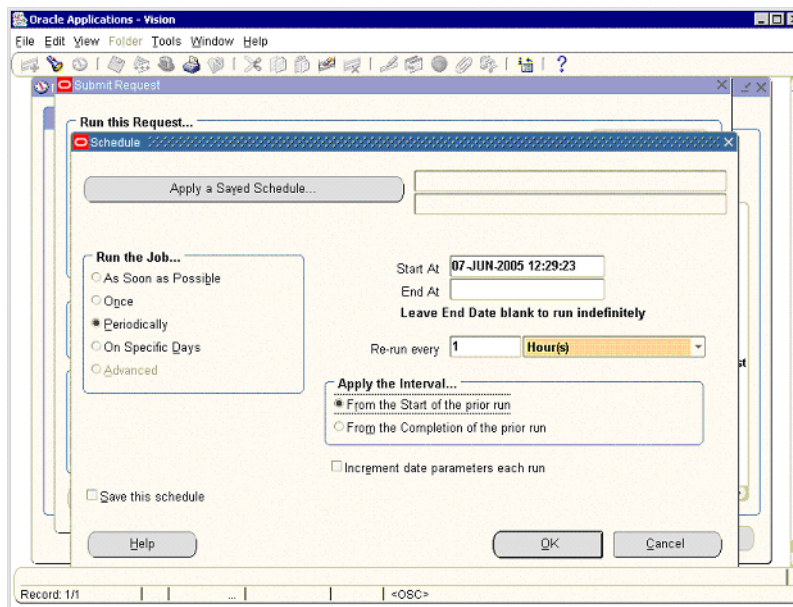 Oracle Applications - Vision
File Edit View Folder Tools Window Help
Submit Request
Run this Request...
Schedule
Apply a Saved Schedule...
Run the Job...
As Soon as Possible
Once
Periodically
On Specific Days
Advanced
Start At 07-JUN-2005 12:29:23
End At
Leave End Date blank to run indefinitely
Re-run every 1 Hour(s)
Apply the Interval...
From the Start of the prior run
From the Completion of the prior run
Increment date parameters each run
Save this schedule
Help OK Cancel
Record: 1/1 ... <OSC>